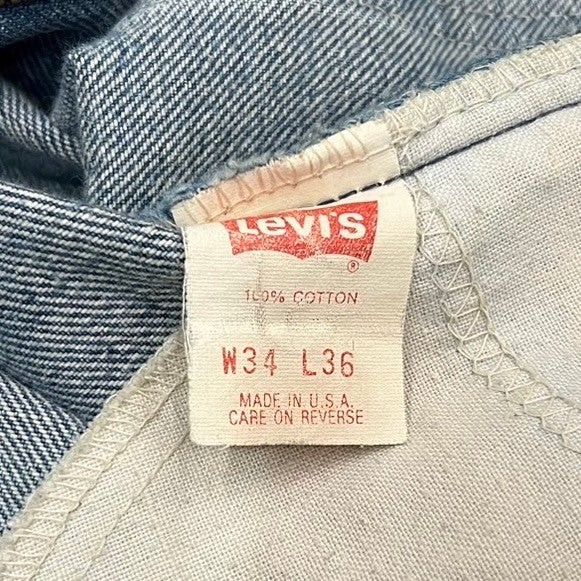 Levi's
®
100% COTTON
W34 L36
MADE IN U.S.A.
CARE ON REVERSE